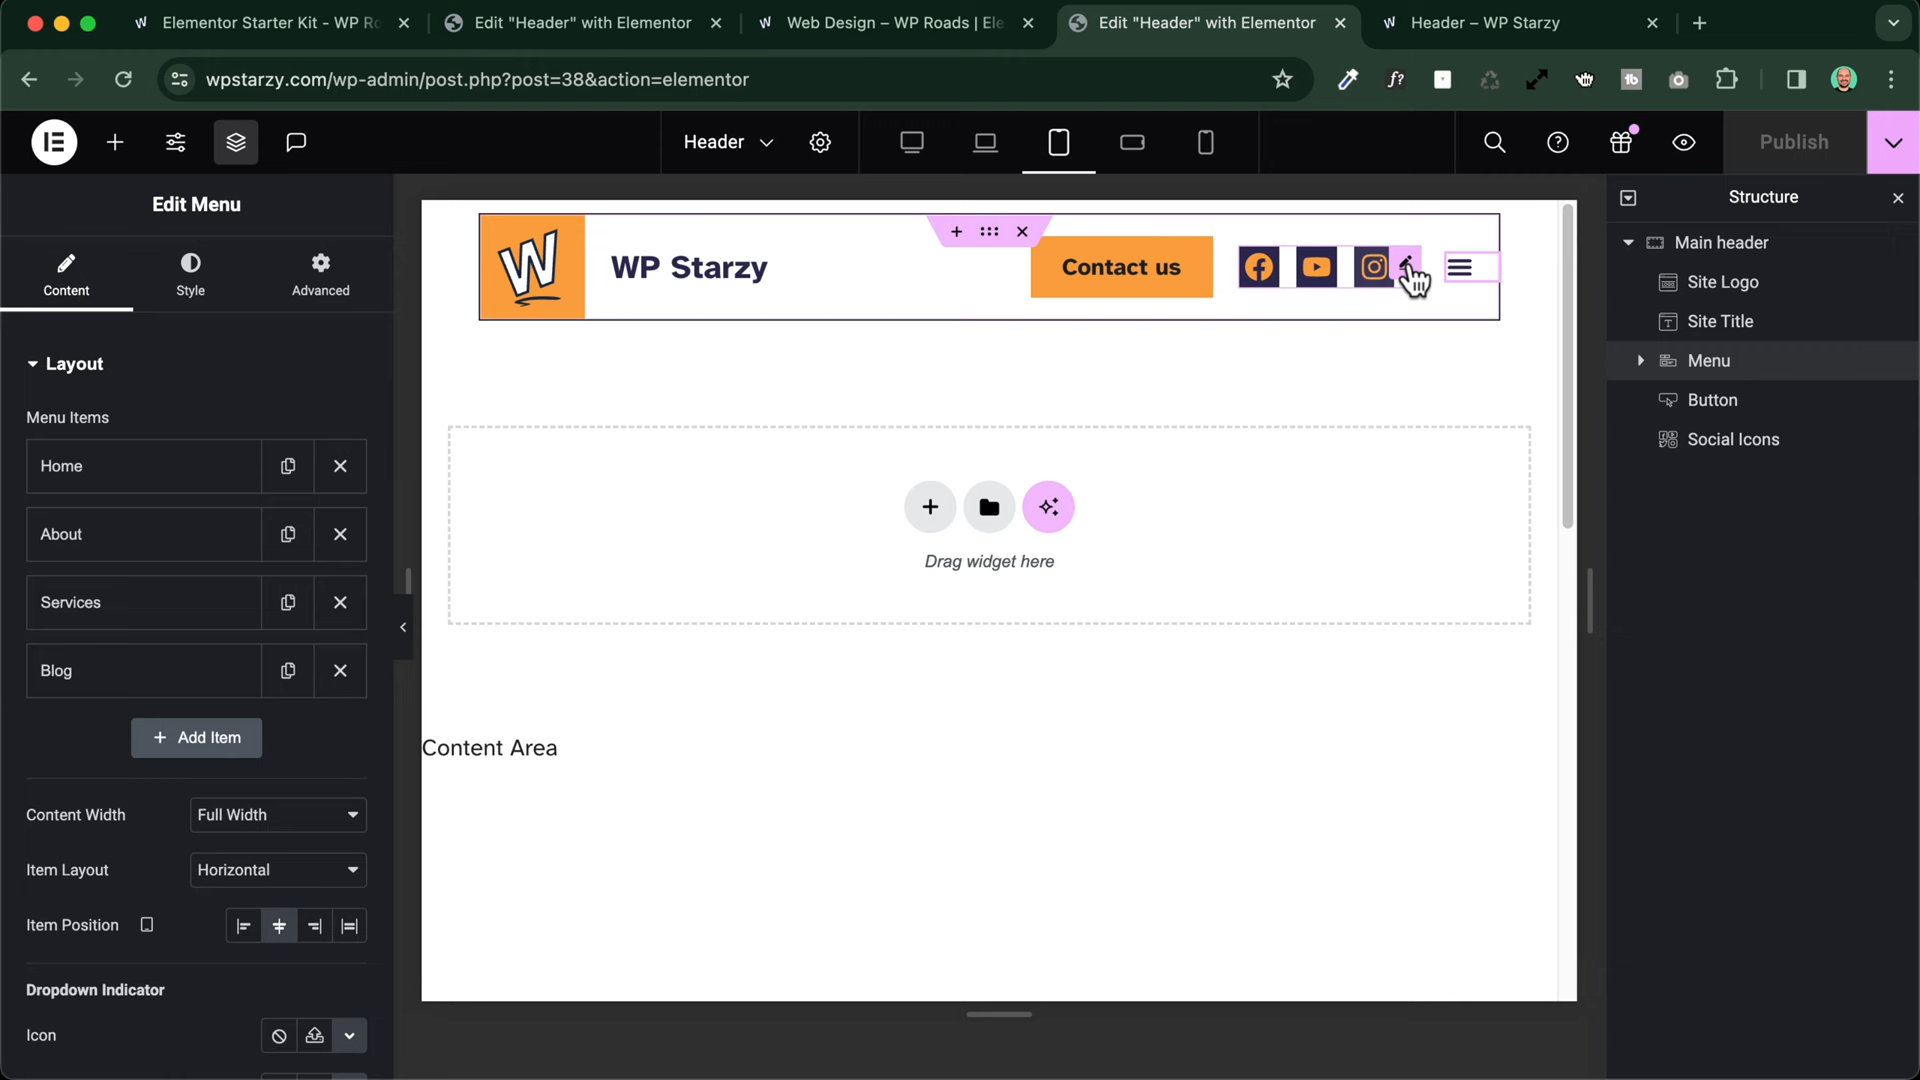 Elementor Starter Kit - WP Ro
Edit "Header" with Elementor
Web Design – WP Roads | Ele
Edit "Header" with Elementor
Header – WP Starzy
wpstarzy.com/wp-admin/post.php?post=38&action=elementor
f?
Header
Publish
Edit Menu
Content
Style
Advanced
Layout
Menu Items
Home
About
Services
Blog
Add Item
Content Width
Full Width
Item Layout
Horizontal
Item Position
Dropdown Indicator
Icon
W
WP Starzy
Contact us
Drag widget here
Content Area
Structure
Main header
Site Logo
Site Title
Menu
Button
Social Icons